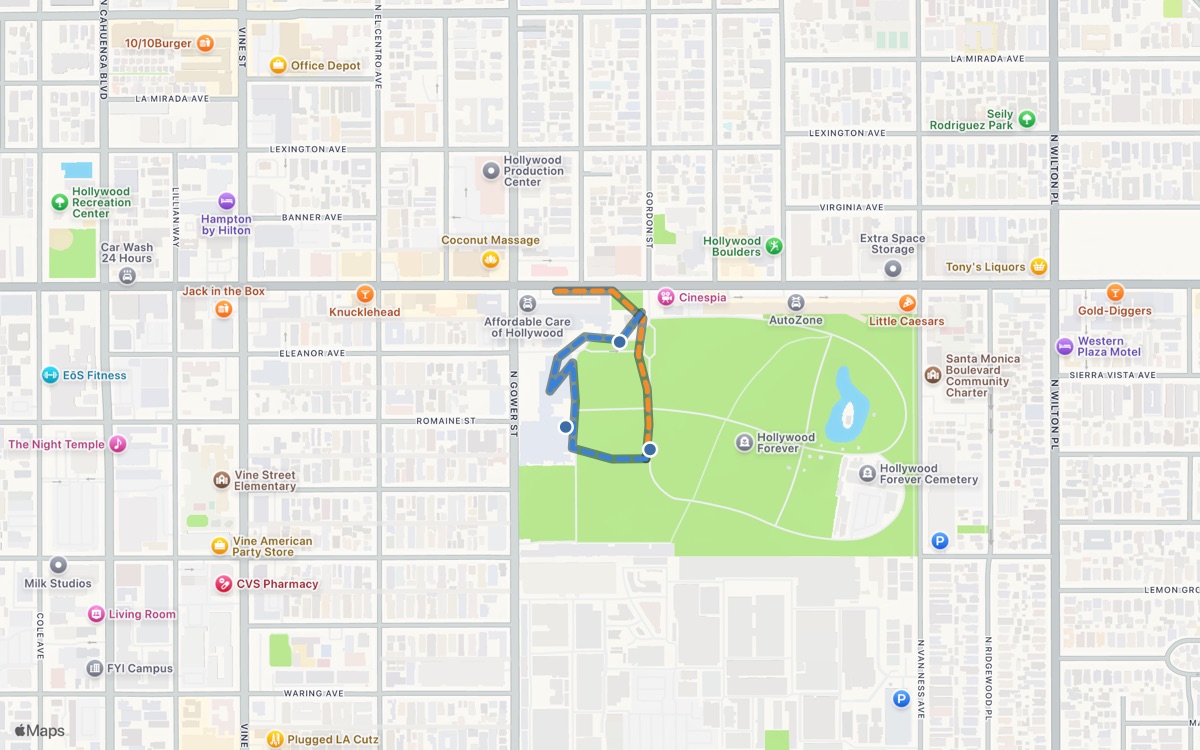 N CAHUENGA BLVD
10/10Burger
VINE ST
Office Depot
N EL CENTRO AVE
LA MIRADA AVE
LA MIRADA AVE
Seily
Rodriguez Park
LEXINGTON AVE
LEXINGTON AVE
N WILTON PL
Hollywood
Production
Center
Hollywood
Recreation
Center
LILLIAN WAY
Hampton
by Hilton
BANNER AVE
GORDON ST
VIRGINIA AVE
Car Wash
24 Hours
Coconut Massage
Hollywood
Boulders
Extra Space
Storage
Tony's Liquors
Jack in the Box
Knucklehead
Affordable Care
of Hollywood
Cinespia
AutoZone
Little Caesars
Gold-Diggers
Western
Plaza Motel
ELEANOR AVE
EōS Fitness
Santa Monica
Boulevard
Community
Charter
SIERRA VISTA AVE
N GOWER ST
N WILTON PL
ROMAINE ST
The Night Temple
Hollywood
Forever
Hollywood
Forever Cemetery
Vine Street
Elementary
Vine American
Party Store
P
Milk Studios
CVS Pharmacy
LEMON GRO
Living Room
COLE AVE
FYI Campus
N VAN NESS AVE
N RIDGEWOOD PL
WARING AVE
P
VINE
Plugged LA Cutz
Maps